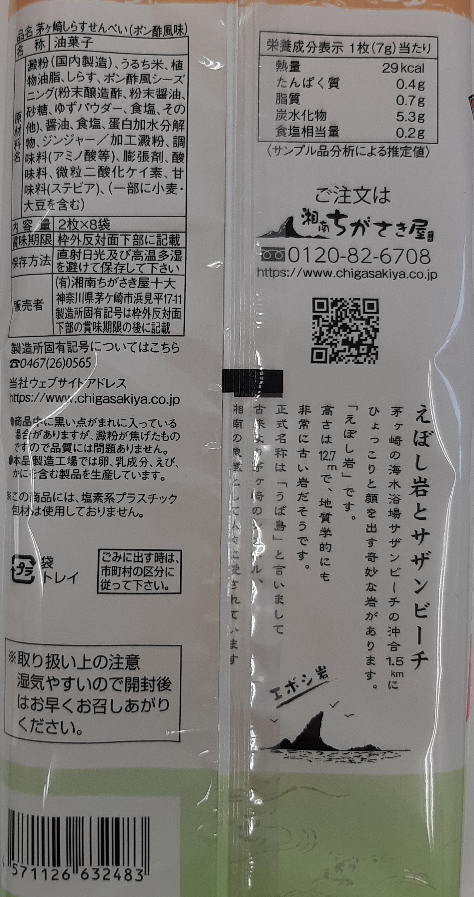 品名 茅ヶ崎しらすせんべい(ポン酢風味)
名称 油菓子
原材料名
澱粉(国内製造)、うるち米、植
物油脂、しらす、ポン酢風シーズ
ニング(粉末醸造酢、粉末醤油、
砂糖、ゆずパウダー、食塩、その
他)、醤油、食塩、蛋白加水分解
物、ジンジャー／加工澱粉、調
味料(アミノ酸等)、膨張剤、酸
味料、微粒二酸化ケイ素、甘
味料(ステビア)、(一部に小麦・
大豆を含む)
内容量 2枚×8袋
賞味期限 枠外反対面下部に記載
保存方法 直射日光及び高温多湿
を避けて保存して下さい
販売者
(有)湘南ちがさき屋十大
神奈川県茅ケ崎市浜見平17-11
製造所固有記号は枠外反対面
下部の賞味期限の後に記載
製造所固有記号についてはこちら
☎0467(26)0565
当社ウェブサイトアドレス
https://www.chigasakiya.co.jp
●商品中に黒い点がまれに入っている
場合がありますが、澱粉が焦げたもの
ですので品質には問題ありません。
●本品製造工場では卵、乳成分、えび、
かにを含む製品を生産しています。
※この商品には、塩素系プラスチック
包材は使用しておりません。
プラ
袋
トレイ
ごみに出す時は、
市町村の区分に
従って下さい。
※取り扱い上の注意
湿気やすいので開封後
はお早くお召しあがり
ください。
571126 632483
栄養成分表示 1枚(7g)当たり
熱量 29kcal
たんぱく質 0.4g
脂質 0.7g
炭水化物 5.3g
食塩相当量 0.2g
〈サンプル品分析による推定値〉
ご注文は
湘南ちがさき屋
0120-82-6708
https://www.chigasakiya.co.jp
えぼし岩とサザンビーチ
茅ヶ崎の海水浴場サザンビーチの沖合1.5kmに
ひょっこりと顔を出す奇妙な岩があります。
「えぼし岩」です。
高さは12.7mで、地質学的にも
非常に古い岩だそうです。
正式名称は「うば島」と言いまして
古来より茅ヶ崎のシンボル、
湘南の象徴として人々に愛されています
エボシ岩